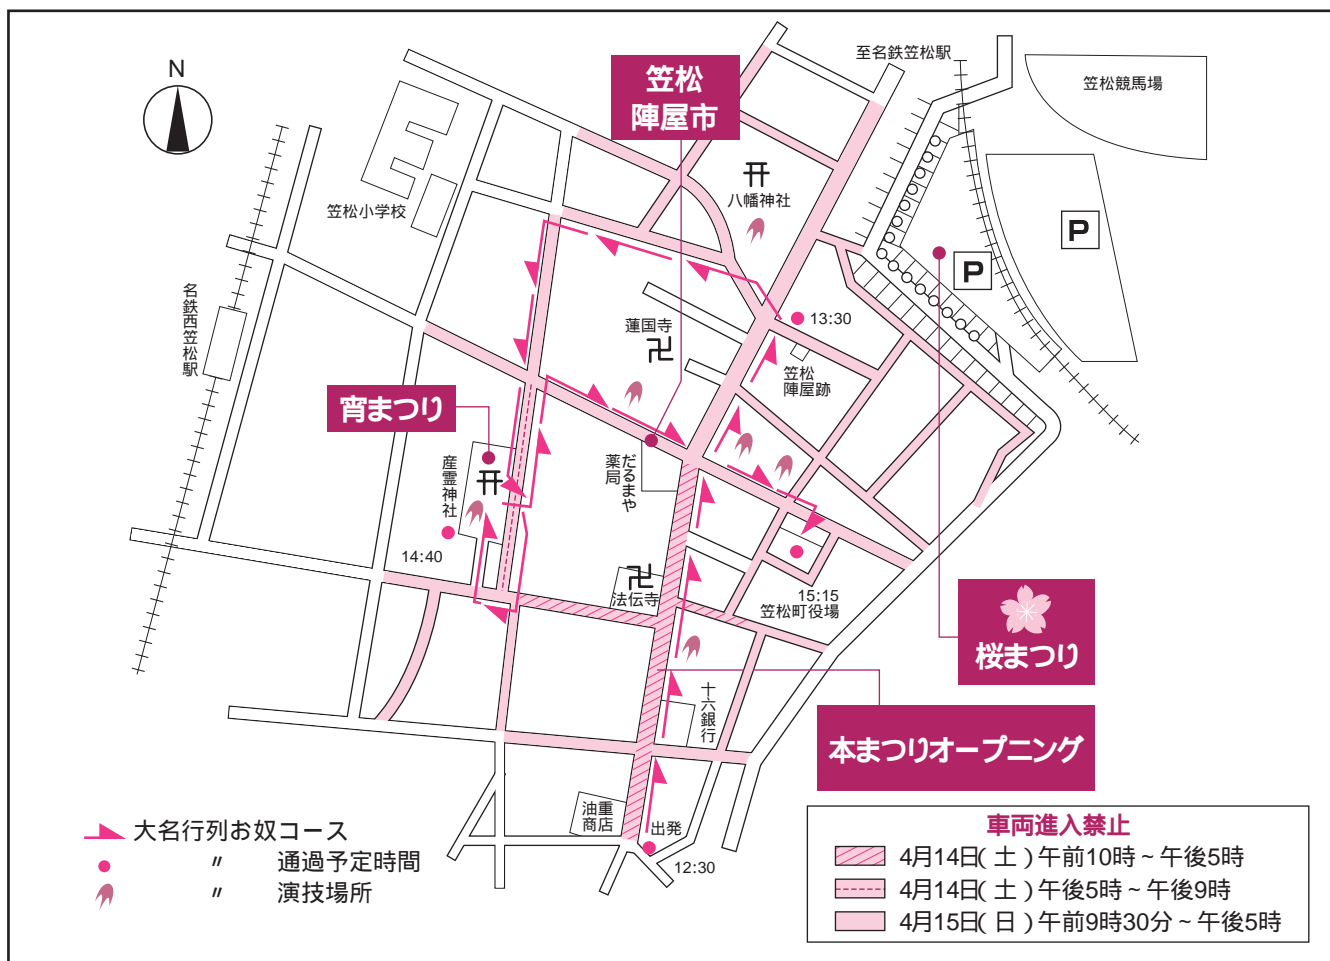 N
笠松
陣屋市
至名鉄笠松駅
笠松競馬場
八幡神社
笠松小学校
P
P
名鉄西笠松駅
蓮国寺
13:30
笠松
陣屋跡
宵まつり
産霊神社
だるまや
薬局
14:40
法伝寺
15:15
笠松町役場
桜まつり
十六銀行
本まつりオープニング
油重
商店
出発
12:30
大名行列お奴コース
〃 通過予定時間
〃 演技場所
車両進入禁止
4月14日(土)午前10時~午後5時
4月14日(土)午後5時~午後9時
4月15日(日)午前9時30分~午後5時